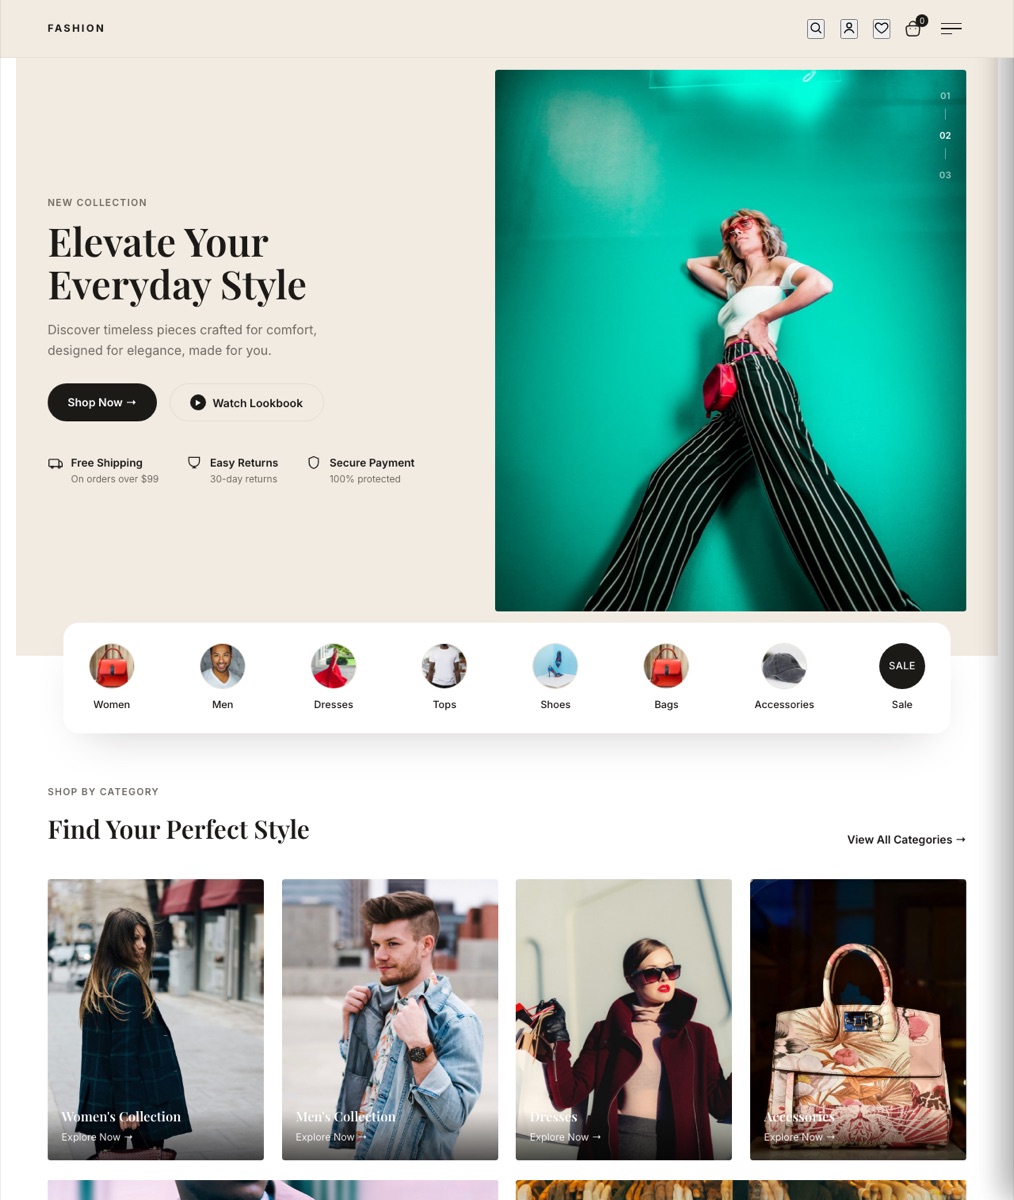 FASHION
0
01
02
03
NEW COLLECTION
Elevate Your
Everyday Style
Discover timeless pieces crafted for comfort,
designed for elegance, made for you.
Shop Now →
Watch Lookbook
Free Shipping
On orders over $99
Easy Returns
30-day returns
Secure Payment
100% protected
SALE
Women
Men
Dresses
Tops
Shoes
Bags
Accessories
Sale
SHOP BY CATEGORY
Find Your Perfect Style
View All Categories →
Women's Collection
Explore Now →
Men's Collection
Explore Now →
Dresses
Explore Now →
Accessories
Explore Now →